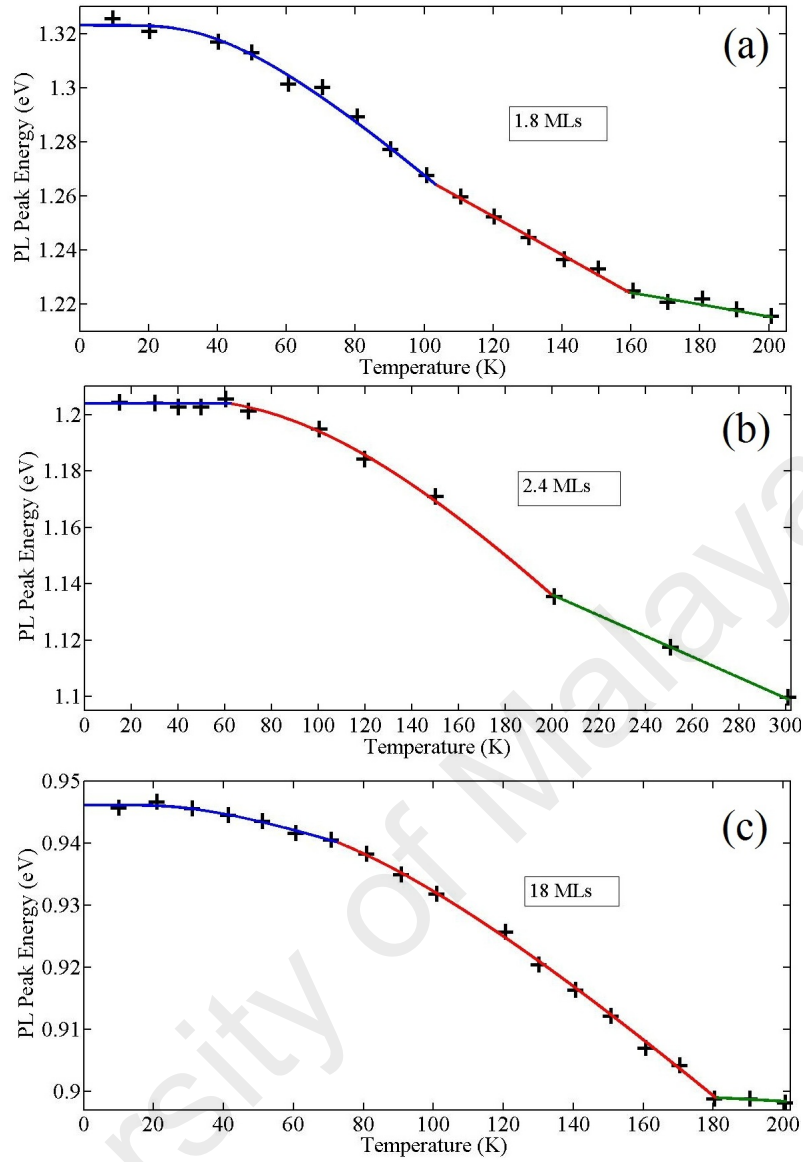 (a)
1.8 MLs
PL Peak Energy (eV)
1.32
1.3
1.28
1.26
1.24
1.22
0 20 40 60 80 100 120 140 160 180 200
Temperature (K)
(b)
2.4 MLs
PL Peak Energy (eV)
1.2
1.18
1.16
1.14
1.12
1.1
0 20 40 60 80 100 120 140 160 180 200 220 240 260 280 300
Temperature (K)
(c)
18 MLs
PL Peak Energy (eV)
0.95
0.94
0.93
0.92
0.91
0.9
0 20 40 60 80 100 120 140 160 180 200
Temperature (K)
ersity of Malaya